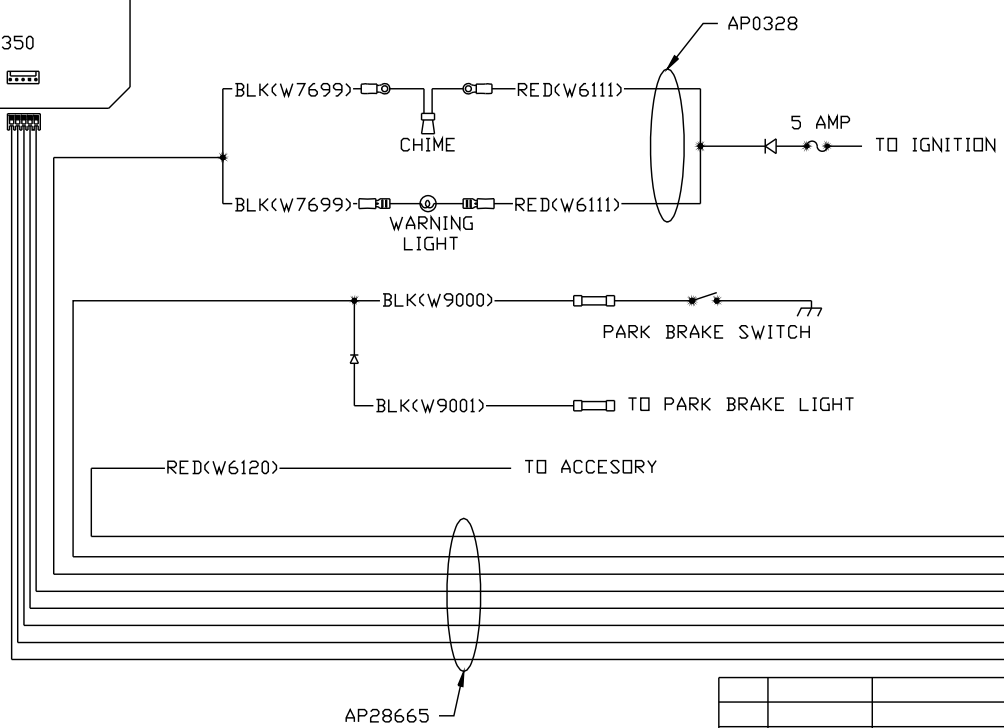 AP0328
350
BLK(W7699)
RED(W6111)
5 AMP
CHIME
TO IGNITION
BLK(W7699)
RED(W6111)
WARNING
LIGHT
BLK(W9000)
PARK BRAKE SWITCH
BLK(W9001)
TO PARK BRAKE LIGHT
RED(W6120)
TO ACCESORY
AP28665